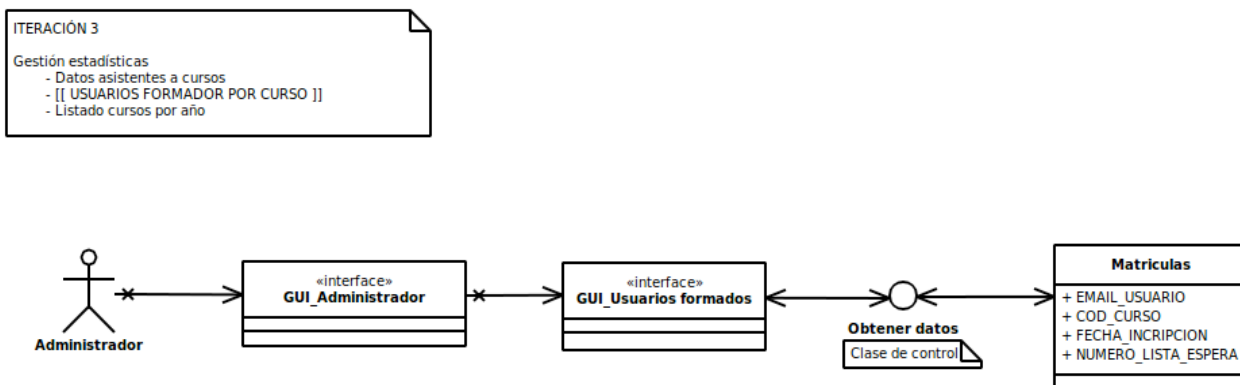 ITERACIÓN 3
Gestión estadísticas
- Datos asistentes a cursos
- [[ USUARIOS FORMADOR POR CURSO ]]
- Listado cursos por año
Administrador
«interface»
GUI_Administrador
«interface»
GUI_Usuarios formados
Obtener datos
Clase de control
Matriculas
+ EMAIL_USUARIO
+ COD_CURSO
+ FECHA_INCRIPCION
+ NUMERO_LISTA_ESPERA